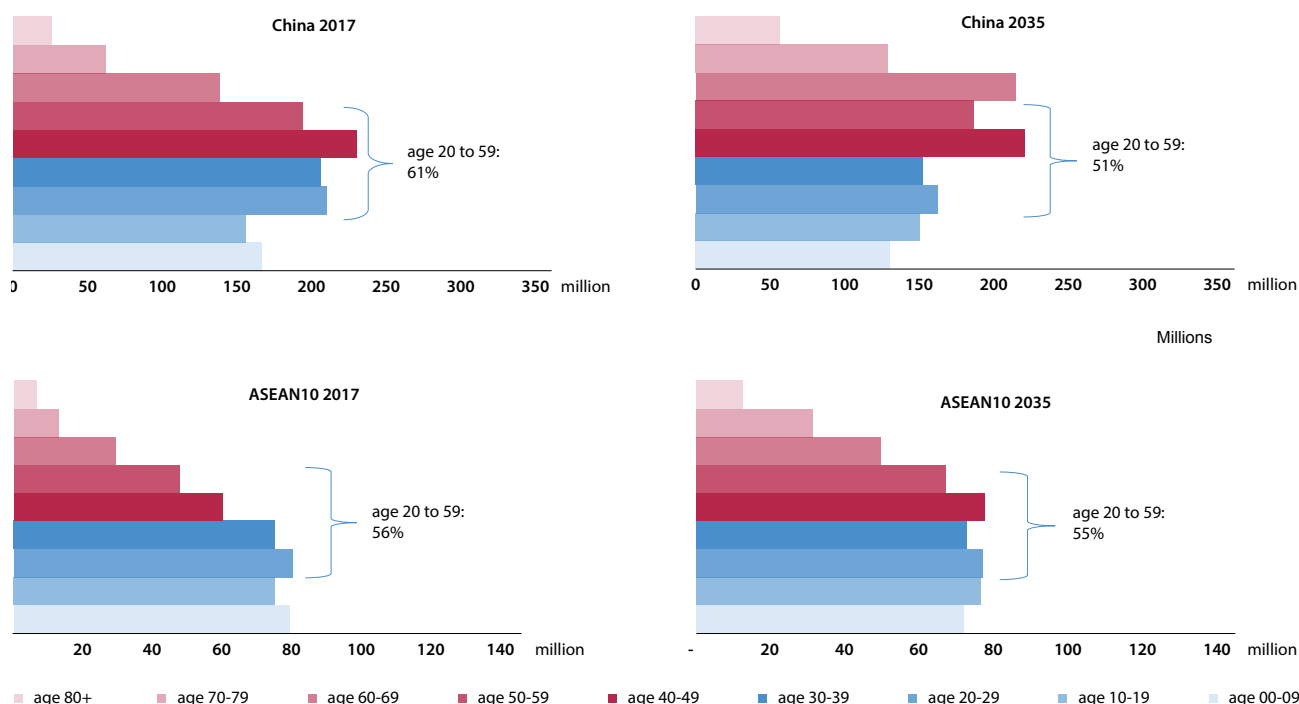 China 2017
China 2035
age 20 to 59:
61%
age 20 to 59:
51%
0 50 100 150 200 250 300 350 million
0 50 100 150 200 250 300 350 million
Millions
ASEAN10 2017
ASEAN10 2035
age 20 to 59:
56%
age 20 to 59:
55%
20 40 60 80 100 120 140 million
- 20 40 60 80 100 120 140 million
age 80+ age 70-79 age 60-69 age 50-59 age 40-49 age 30-39 age 20-29 age 10-19 age 00-09